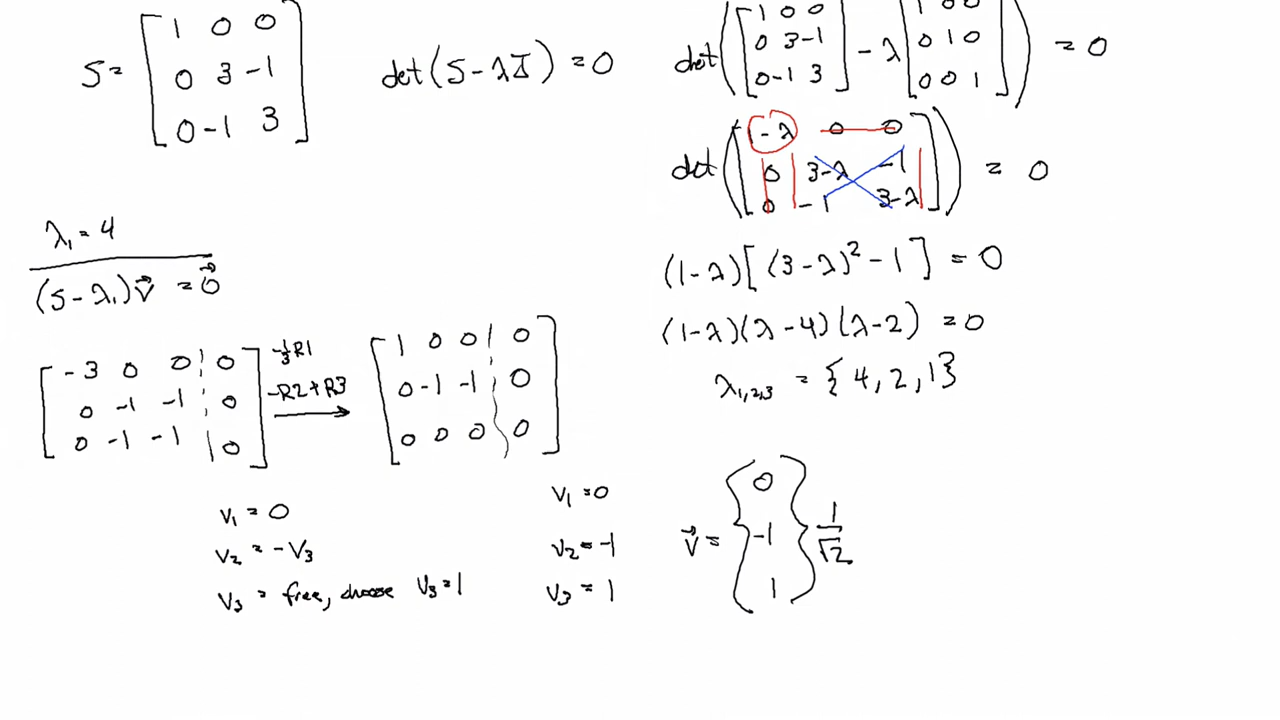 S = [ 1 0 0
0 3 -1
0 -1 3 ]
det(S - λI) = 0
det([ 1 0 0
0 3 -1
0 -1 3 ] - λ [ 1 0 0
0 1 0
0 0 1 ]) = 0
det([ 1-λ 0 0
0 3-λ -1
0 -1 3-λ ]) = 0
(1-λ)[(3-λ)² - 1] = 0
(1-λ)(λ-4)(λ-2) = 0
λ₁,₂,₃ = {4, 2, 1}
λ₁ = 4
(S - λ₁)v⃗ = 0⃗
[ -3 0 0 | 0
0 -1 -1 | 0
0 -1 -1 | 0 ]
-⅓R1
-R2+R3
[ 1 0 0 | 0
0 -1 -1 | 0
0 0 0 | 0 ]
v₁ = 0
v₂ = -v₃
v₃ = free, choose v₃ = 1
v₁ = 0
v₂ = -1
v₃ = 1
v⃗ = { 0
-1
1 } 1/√2